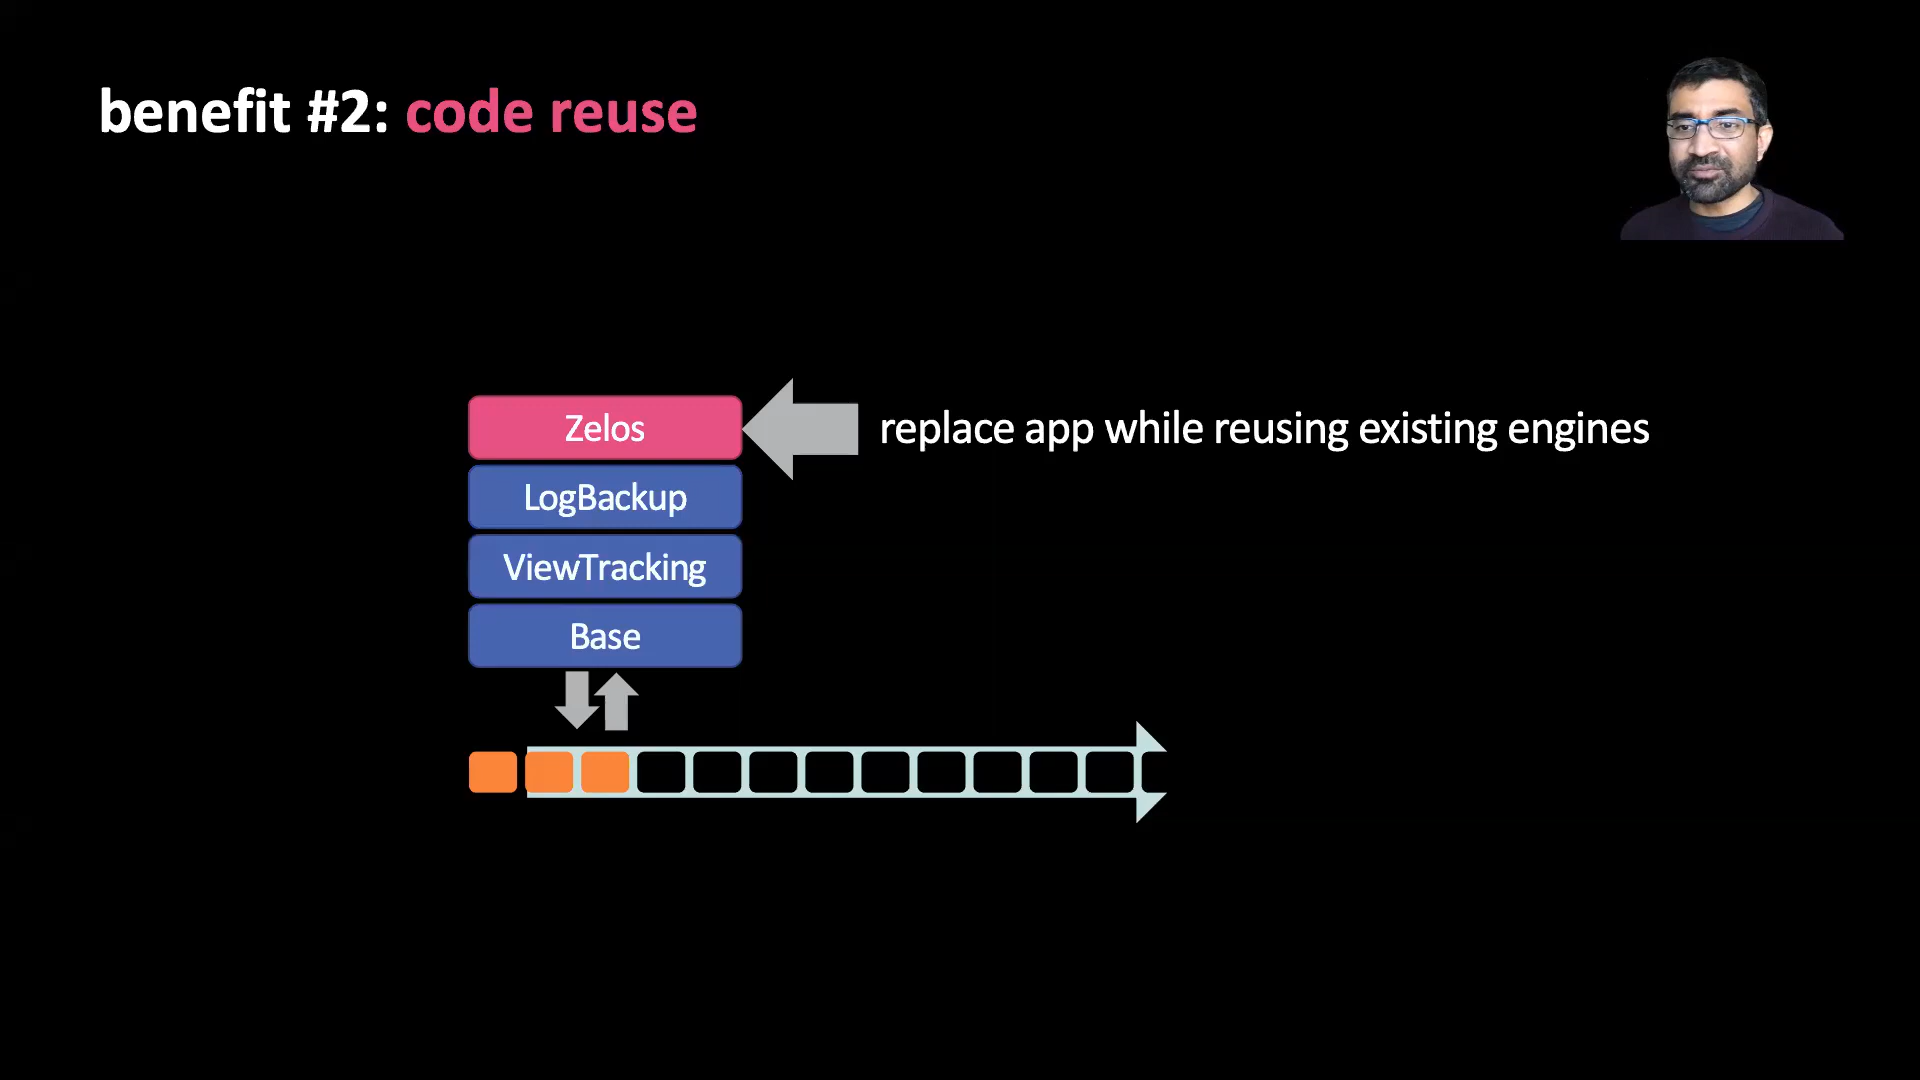 benefit #2: code reuse
Zelos
replace app while reusing existing engines
LogBackup
ViewTracking
Base